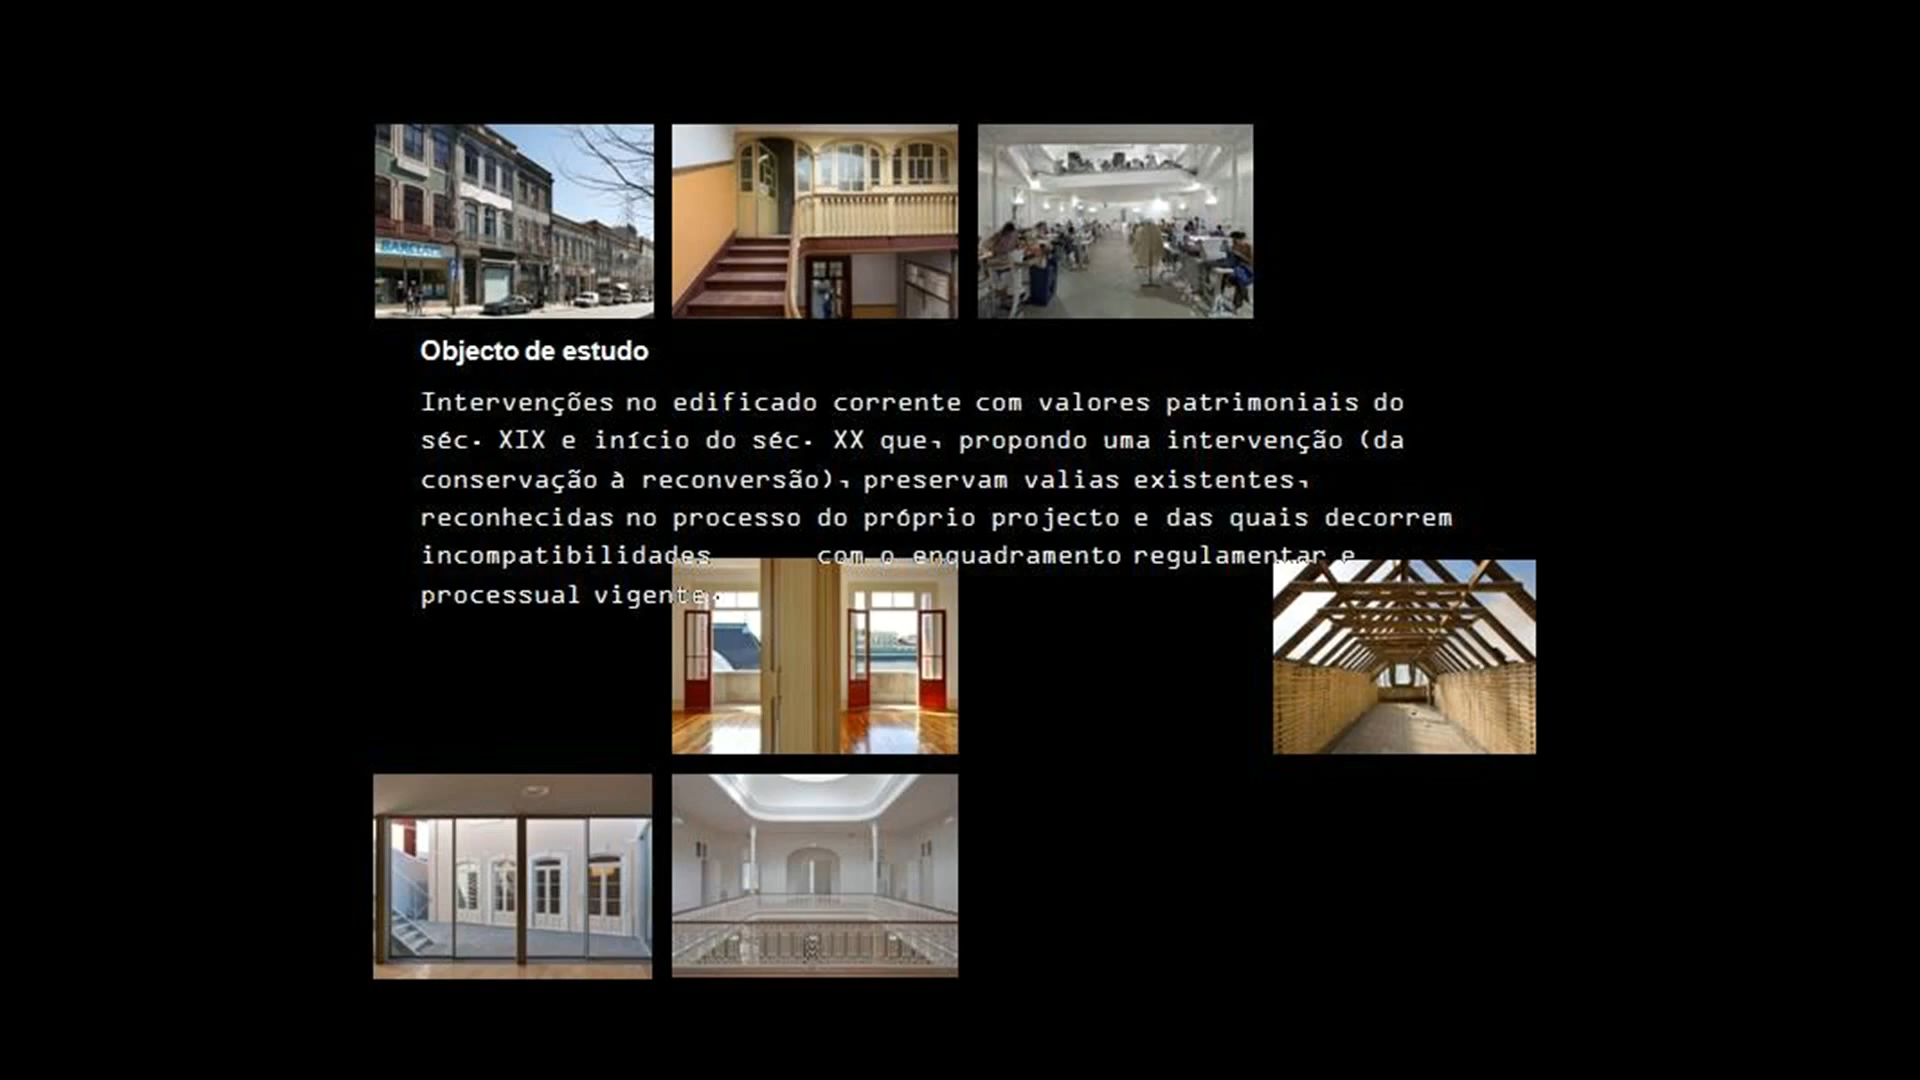 BARCLAYS
Objecto de estudo
Intervenções no edificado corrente com valores patrimoniais do
séc. XIX e início do séc. XX que, propondo uma intervenção (da
conservação à reconversão), preservam valias existentes,
reconhecidas no processo do próprio projecto e das quais decorrem
incompatibilidades com o enquadramento regulamentar e
processual vigente.